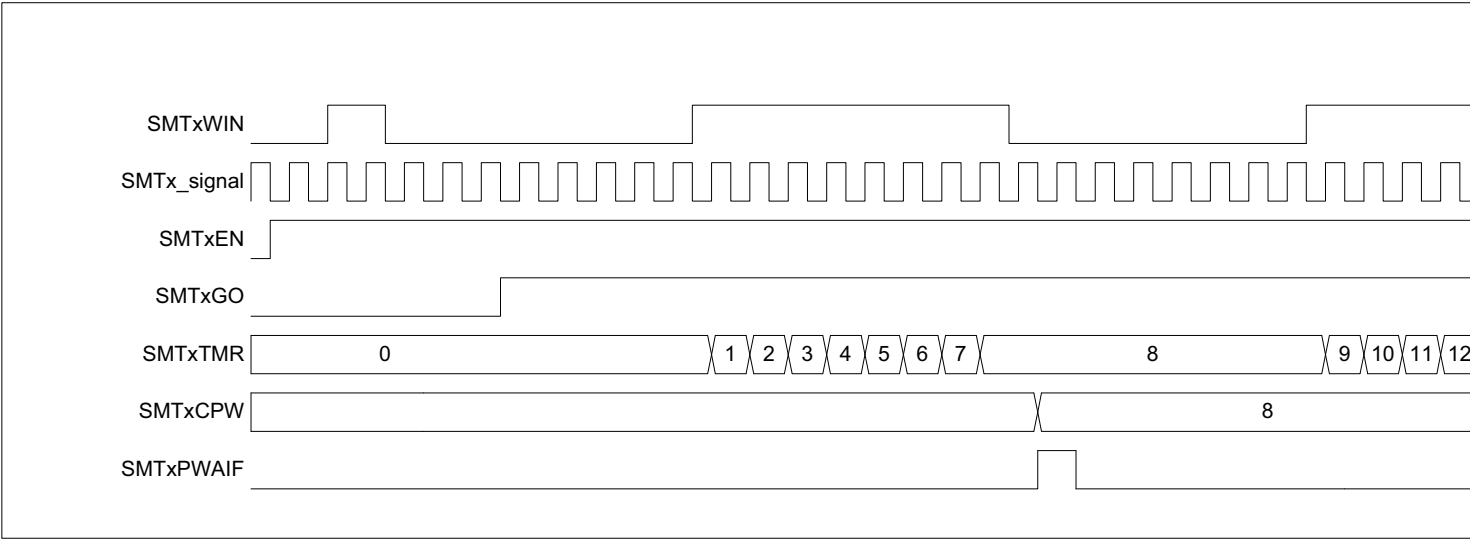 SMTxWIN
SMTx_signal
SMTxEN
SMTxGO
SMTxTMR 0 1 2 3 4 5 6 7 8 9 10 11 12
SMTxCPW 8
SMTxPWAIF